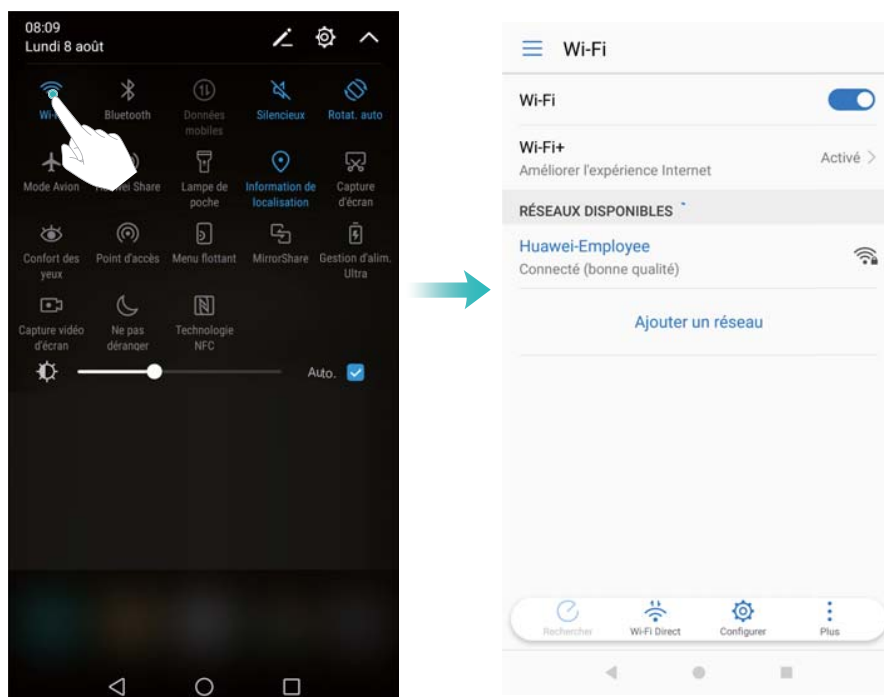 08:09
Lundi 8 août
Bluetooth
Données
mobiles
Silencieux
Rotat. auto
Mode Avion
Share
Lampe de
poche
Information de
localisation
Capture
d'écran
Confort des
yeux
Point d'accès
Menu flottant
MirrorShare
Gestion d'alim.
Ultra
Capture vidéo
d'écran
Ne pas
déranger
Technologie
NFC
Auto.
Wi-Fi
Wi-Fi
Wi-Fi+
Améliorer l'expérience Internet
Activé
RÉSEAUX DISPONIBLES
Huawei-Employee
Connecté (bonne qualité)
Ajouter un réseau
Rechercher
Wi-Fi Direct
Configurer
Plus